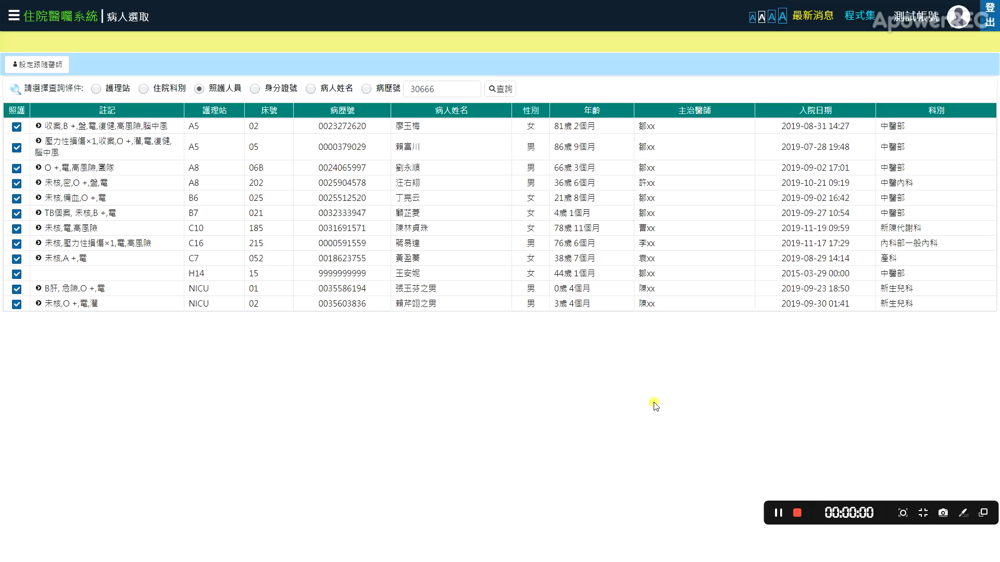 住院醫囑系統 病人選取 A A A A 最新消息 程式集 測試帳號 登出
ApowerREC
設定跟隨醫師
請選擇查詢條件: 護理站 住院科別 照護人員 身分證號 病人姓名 病歷號 30666 查詢
照護 註記 護理站 床號 病歷號 病人姓名 性別 年齡 主治醫師 入院日期 科別
收案,B +,盤,電,復健,高風險,腦中風 A5 02 0023272620 廖玉梅 女 81歲 2個月 鄒xx 2019-08-31 14:27 中醫部
壓力性損傷×1,收案,O +,灌,電,復健,
腦中風 A5 05 0000379029 賴富川 男 86歲 9個月 鄒xx 2019-07-28 19:48 中醫部
O +,電,高風險,團隊 A8 06B 0024065997 劉永順 男 66歲 3個月 鄒xx 2019-09-02 17:01 中醫部
未核,密,O +,盤,電 A8 202 0025904578 汪右翔 男 36歲 6個月 許xx 2019-10-21 09:19 中醫內科
未核,備血,O +,電 B6 025 0025512520 丁亮云 女 21歲 8個月 鄒xx 2019-09-02 16:42 中醫部
TB個案, 未核,B +,電 B7 021 0032333947 顧芷菱 女 4歲 1個月 鄒xx 2019-09-27 10:54 中醫部
未核,電,高風險 C10 185 0031691571 陳林貞珠 女 78歲 11個月 曹xx 2019-11-19 09:59 新陳代謝科
未核,壓力性損傷×1,電,高風險 C16 215 0000591559 蔣易達 男 76歲 6個月 李xx 2019-11-17 17:29 內科部一般內科
未核,A +,電 C7 052 0018623755 黃盈蓁 女 38歲 7個月 袁xx 2019-08-29 14:14 產科
H14 15 9999999999 王安妮 女 44歲 1個月 鄒xx 2015-03-29 00:00 中醫部
B肝, 危險,O +,電 NICU 01 0035586194 張玉芬之男 男 0歲 4個月 陳xx 2019-09-23 18:50 新生兒科
未核,O +,電,灌 NICU 02 0035603836 賴芹翊之男 男 3歲 4個月 陳xx 2019-09-30 01:41 新生兒科
00:00:00